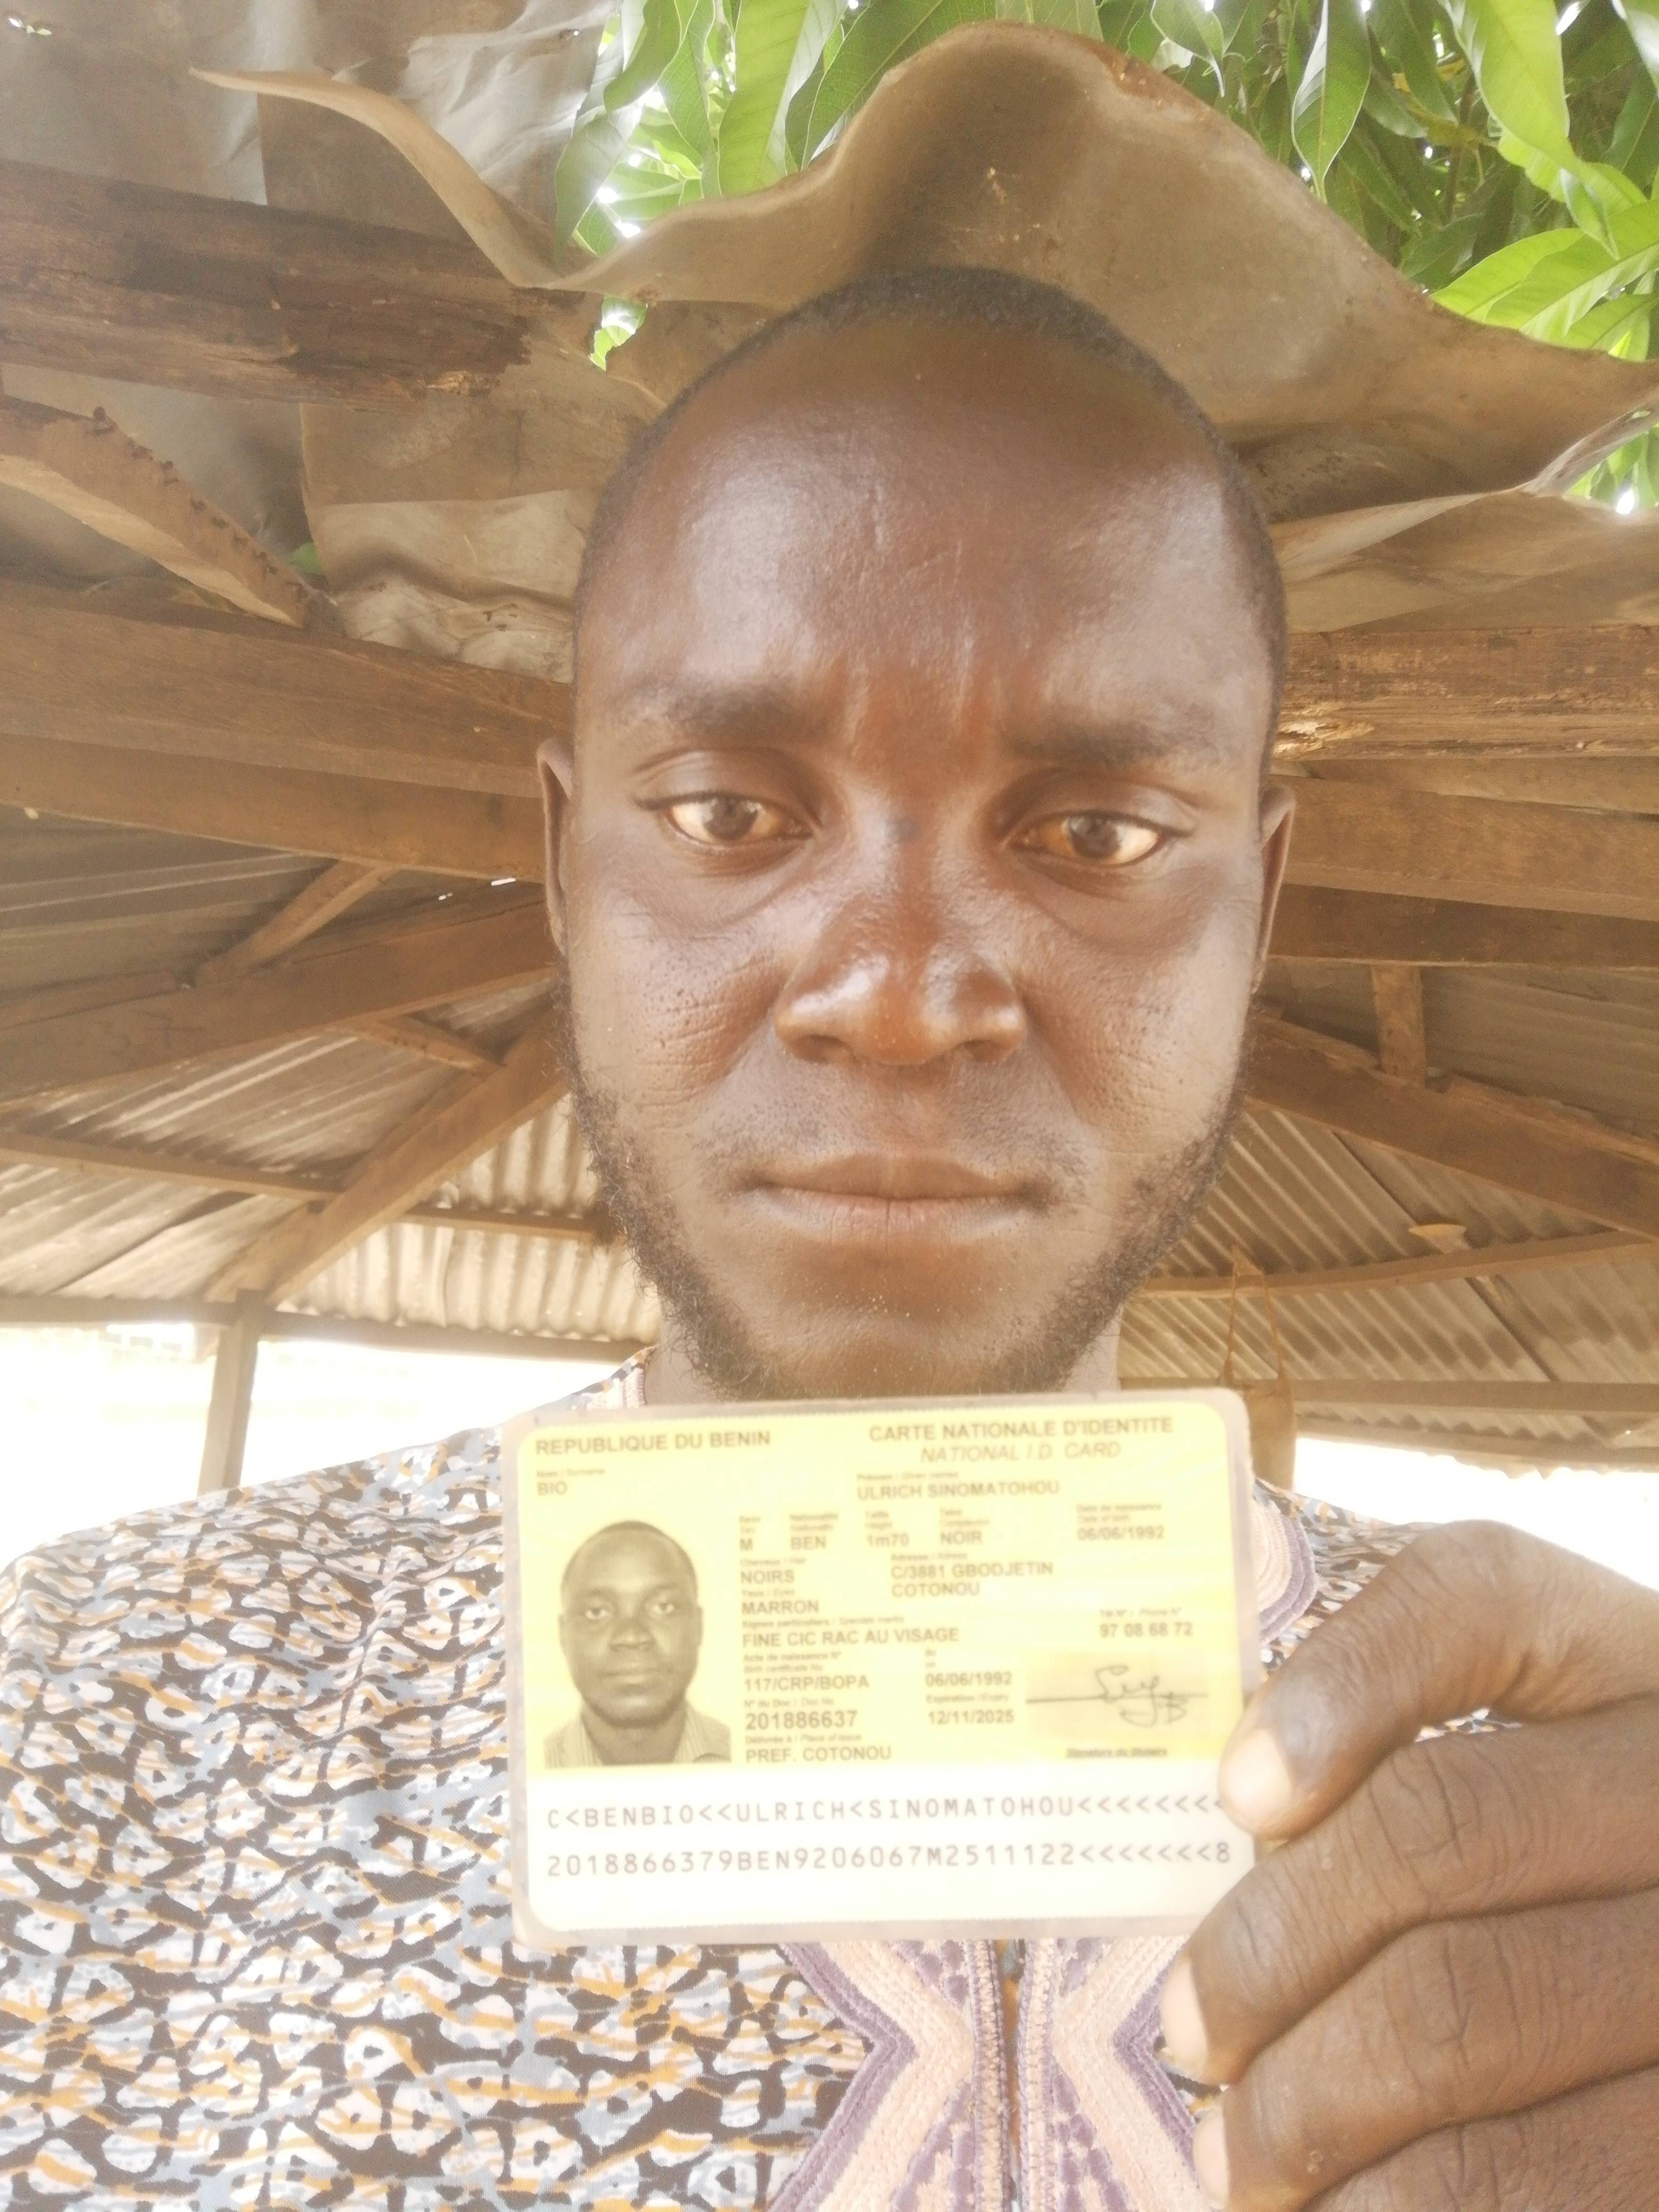 REPUBLIQUE DU BENIN
CARTE NATIONALE D'IDENTITE
NATIONAL I.D. CARD
Nom / Surname
BIO
Prénoms / Given names
ULRICH SINOMATOHOU
Sexe Nationalité Taille Teint Date de naissance
Sex Nationality Height Complexion Date of birth
M BEN 1m70 NOIR 06/06/1992
Cheveux / Hair
NOIRS
Adresse / Adress
C/3881 GBODJETIN
COTONOU
Yeux / Eyes
MARRON
Signes particuliers / Speciale marks
FINE CIC RAC AU VISAGE
Tél N° / Phone N°
97 08 68 72
Acte de naissance N° du
Birth certificate No on
117/CRP/BOPA 06/06/1992
N° du Doc / Doc No Expiration / Expiry
201886637 12/11/2025
Délivrée à / Place of issue
PREF. COTONOU
Signature du titulaire
C<BENBIO<<ULRICH<SINOMATOHOU<<<<<<<<
2018866379BEN9206067M2511122<<<<<<<8